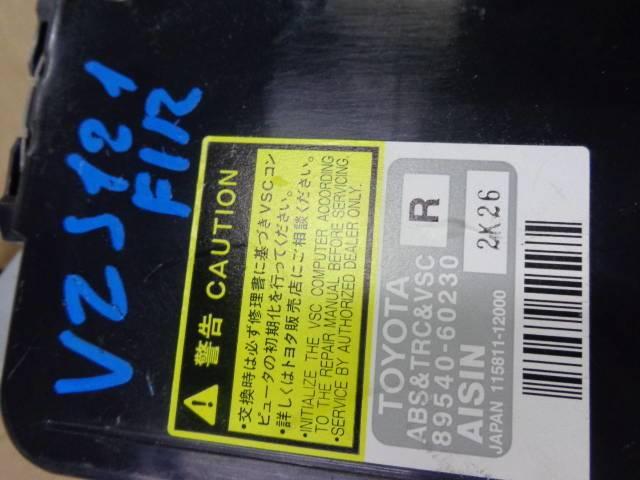 VZJ121
FIR
警告 CAUTION
•交換時は必ず修理書に基づきVSCコン
ピュータの初期化を行ってください。
•詳しくはトヨタ販売店にご相談ください。
•INITIALIZE THE VSC COMPUTER ACCORDING
TO THE REPAIR MANUAL BEFORE SERVICING.
•SERVICE BY AUTHORIZED DEALER ONLY.
TOYOTA R
ABS&TRC&VSC
89540-60230 2K26
AISIN
JAPAN 115811-12000